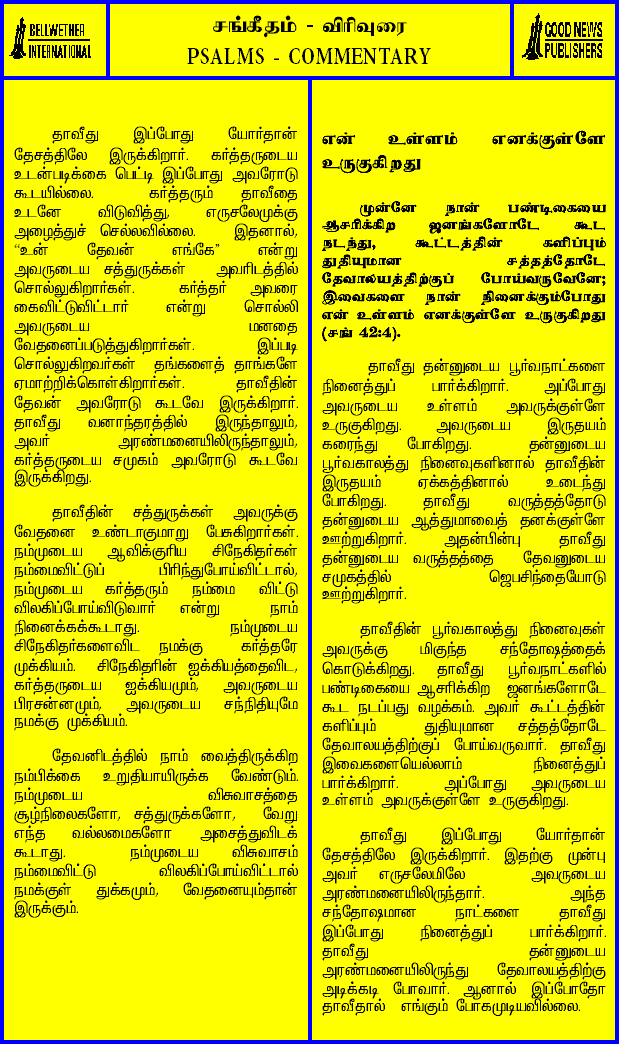 BELLWETHER
INTERNATIONAL
சங்கீதம் - விரிவுரை
PSALMS - COMMENTARY
GOOD NEWS
PUBLISHERS
தாவீது இப்போது யோர்தான்
தேசத்திலே இருக்கிறார். கர்த்தருடைய
உடன்படிக்கை பெட்டி இப்போது அவரோடு
கூடயில்லை. கர்த்தரும் தாவீதை
உடனே விடுவித்து, எருசலேமுக்கு
அழைத்துச் செல்லவில்லை. இதனால்,
“உன் தேவன் எங்கே” என்று
அவருடைய சத்துருக்கள் அவரிடத்தில்
சொல்லுகிறார்கள். கர்த்தர் அவரை
கைவிட்டுவிட்டார் என்று சொல்லி
அவருடைய மனதை
வேதனைப்படுத்துகிறார்கள். இப்படி
சொல்லுகிறவர்கள் தங்களைத் தாங்களே
ஏமாற்றிக்கொள்கிறார்கள். தாவீதின்
தேவன் அவரோடு கூடவே இருக்கிறார்.
தாவீது வனாந்தரத்தில் இருந்தாலும்,
அவர் அரண்மனையிலிருந்தாலும்,
கர்த்தருடைய சமுகம் அவரோடு கூடவே
இருக்கிறது.
தாவீதின் சத்துருக்கள் அவருக்கு
வேதனை உண்டாகுமாறு பேசுகிறார்கள்.
நம்முடைய ஆவிக்குரிய சிநேகிதர்கள்
நம்மைவிட்டுப் பிரிந்துபோய்விட்டால்,
நம்முடைய கர்த்தரும் நம்மை விட்டு
விலகிப்போய்விடுவார் என்று நாம்
நினைக்கக்கூடாது. நம்முடைய
சிநேகிதர்களைவிட நமக்கு கர்த்தரே
முக்கியம். சிநேகிதரின் ஐக்கியத்தைவிட,
கர்த்தருடைய ஐக்கியமும், அவருடைய
பிரசன்னமும், அவருடைய சந்நிதியுமே
நமக்கு முக்கியம்.
தேவனிடத்தில் நாம் வைத்திருக்கிற
நம்பிக்கை உறுதியாயிருக்க வேண்டும்.
நம்முடைய விசுவாசத்தை
சூழ்நிலைகளோ, சத்துருக்களோ, வேறு
எந்த வல்லமைகளோ அசைத்துவிடக்
கூடாது. நம்முடைய விசுவாசம்
நம்மைவிட்டு விலகிப்போய்விட்டால்
நமக்குள் துக்கமும், வேதனையும்தான்
இருக்கும்.
என் உள்ளம் எனக்குள்ளே
உருகுகிறது
முன்னே நான் பண்டிகையை
ஆசரிக்கிற ஜனங்களோடே கூட
நடந்து, கூட்டத்தின் களிப்பும்
துதியுமான சத்தத்தோடே
தேவாலயத்திற்குப் போய்வருவேனே;
இவைகளை நான் நினைக்கும்போது
என் உள்ளம் எனக்குள்ளே உருகுகிறது
(சங் 42:4).
தாவீது தன்னுடைய பூர்வநாட்களை
நினைத்துப் பார்க்கிறார். அப்போது
அவருடைய உள்ளம் அவருக்குள்ளே
உருகுகிறது. அவருடைய இருதயம்
கரைந்து போகிறது. தன்னுடைய
பூர்வகாலத்து நினைவுகளினால் தாவீதின்
இருதயம் ஏக்கத்தினால் உடைந்து
போகிறது. தாவீது வருத்தத்தோடு
தன்னுடைய ஆத்துமாவைத் தனக்குள்ளே
ஊற்றுகிறார். அதன்பின்பு தாவீது
தன்னுடைய வருத்தத்தை தேவனுடைய
சமுகத்தில் ஜெபசிந்தையோடு
ஊற்றுகிறார்.
தாவீதின் பூர்வகாலத்து நினைவுகள்
அவருக்கு மிகுந்த சந்தோஷத்தைக்
கொடுக்கிறது. தாவீது பூர்வநாட்களில்
பண்டிகையை ஆசரிக்கிற ஜனங்களோடே
கூட நடப்பது வழக்கம். அவர் கூட்டத்தின்
களிப்பும் துதியுமான சத்தத்தோடே
தேவாலயத்திற்குப் போய்வருவார். தாவீது
இவைகளையெல்லாம் நினைத்துப்
பார்க்கிறார். அப்போது அவருடைய
உள்ளம் அவருக்குள்ளே உருகுகிறது.
தாவீது இப்போது யோர்தான்
தேசத்திலே இருக்கிறார். இதற்கு முன்பு
அவர் எருசலேமிலே அவருடைய
அரண்மனையிலிருந்தார். அந்த
சந்தோஷமான நாட்களை தாவீது
இப்போது நினைத்துப் பார்க்கிறார்.
தாவீது தன்னுடைய
அரண்மனையிலிருந்து தேவாலயத்திற்கு
அடிக்கடி போவார். ஆனால் இப்போதோ
தாவீதால் எங்கும் போகமுடியவில்லை.